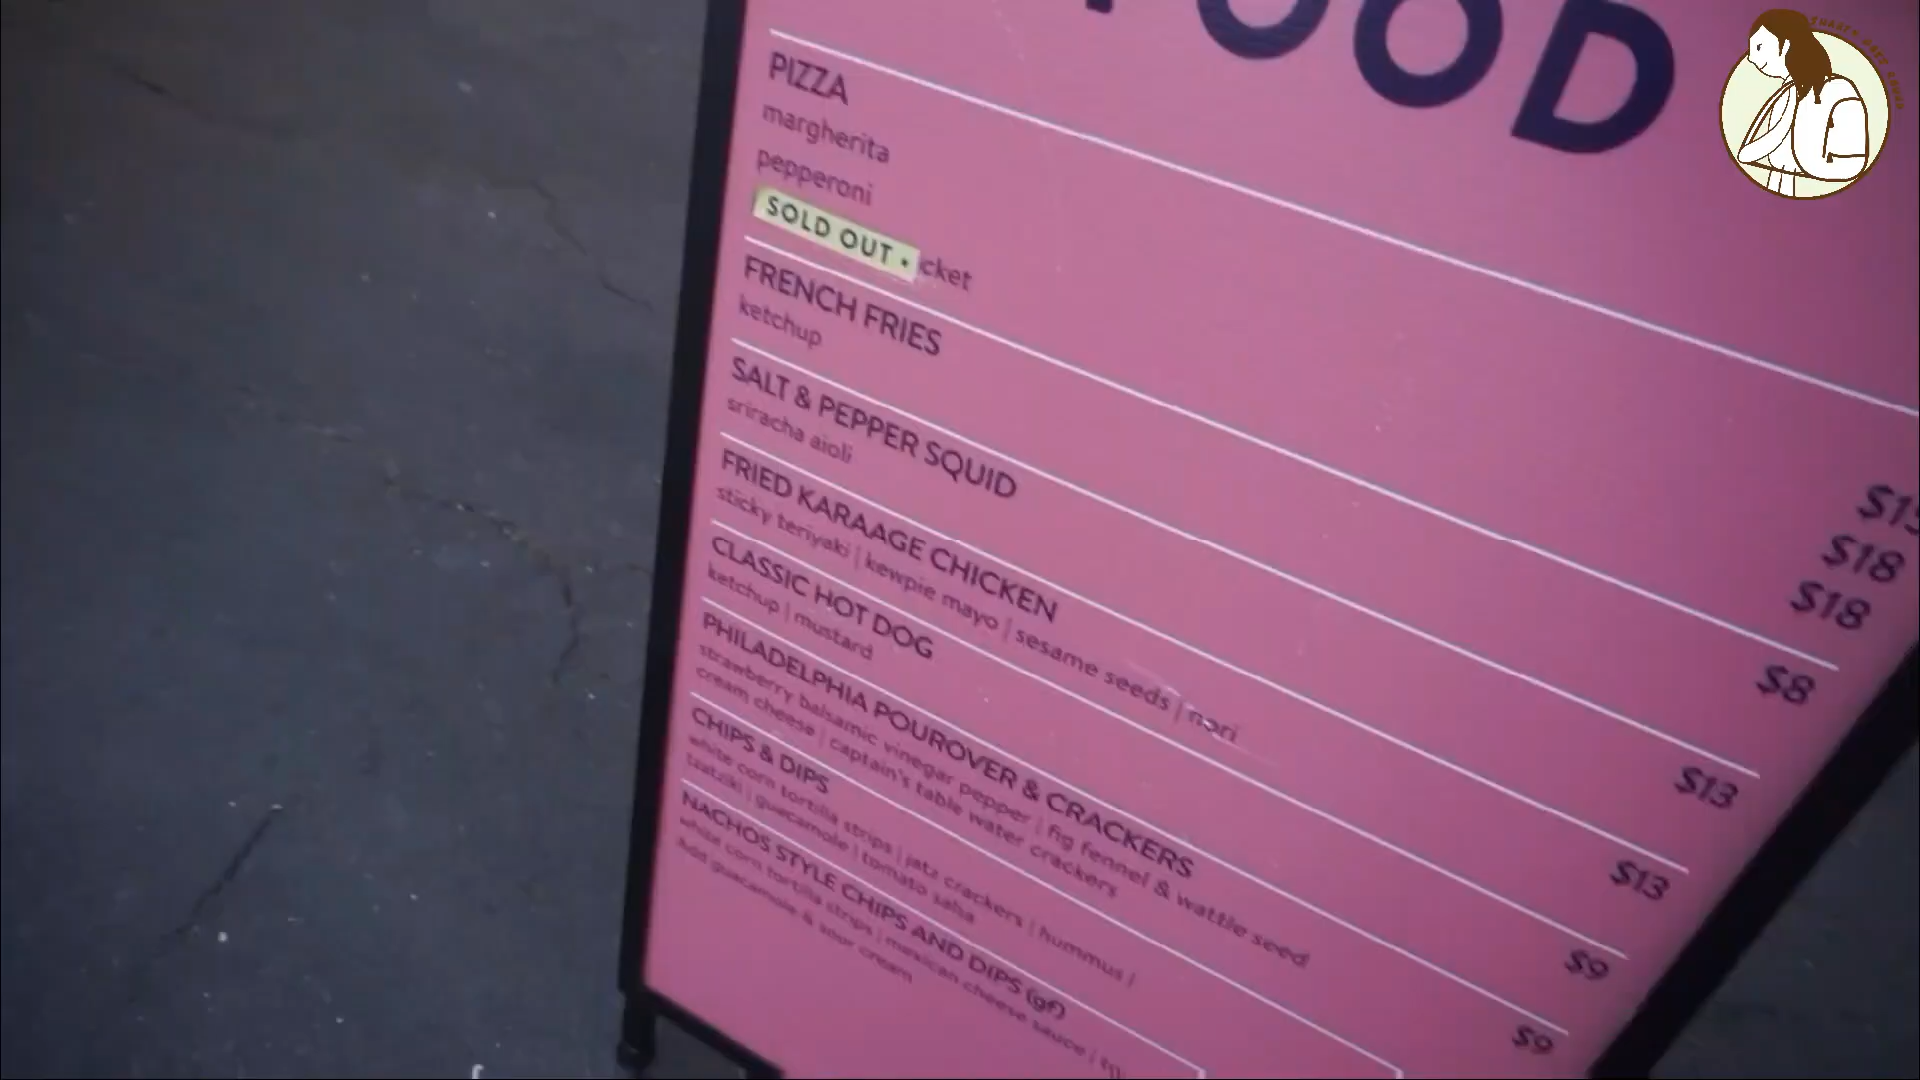 FOOD
PIZZA
margherita $15
pepperoni $18
SOLD OUT • cket $18
FRENCH FRIES
ketchup $8
SALT & PEPPER SQUID
sriracha aioli $13
FRIED KARAAGE CHICKEN
sticky teriyaki | kewpie mayo | sesame seeds | nori $13
CLASSIC HOT DOG
ketchup | mustard $9
PHILADELPHIA POUROVER & CRACKERS
strawberry balsamic vinegar pepper | fig fennel & wattle seed $9
cream cheese | captain's table water crackers
CHIPS & DIPS
white corn tortilla strips | jatz crackers | hummus |
tzatziki | guacamole | tomato salsa
NACHOS STYLE CHIPS AND DIPS (gf)
white corn tortilla strips | mexican cheese sauce |
Add guacamole & sour cream